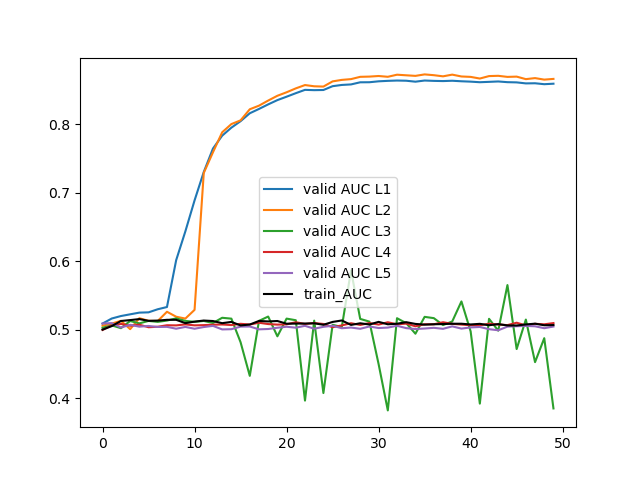 0.8
0.7
0.6
0.5
0.4
valid AUC L1
valid AUC L2
valid AUC L3
valid AUC L4
valid AUC L5
train_AUC
0 10 20 30 40 50